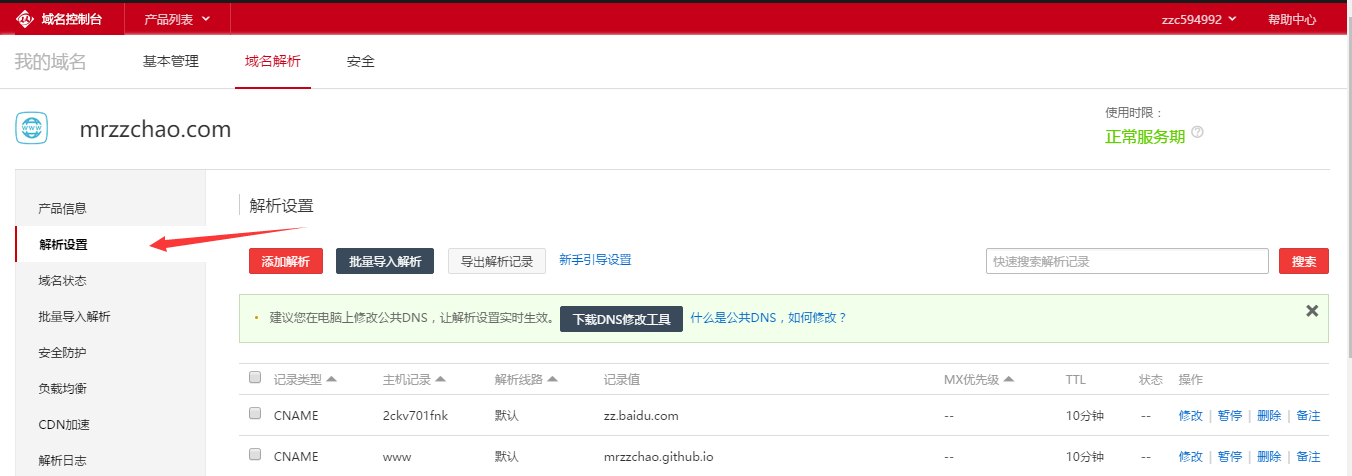 域名控制台 产品列表 zzc594992 帮助中心
我的域名 基本管理 域名解析 安全
www mrzzchao.com
使用时限：
正常服务期 ?
产品信息
解析设置
域名状态
批量导入解析
安全防护
负载均衡
CDN加速
解析日志
解析设置
添加解析 批量导入解析 导出解析记录 新手引导设置 快速搜索解析记录 搜索
建议您在电脑上修改公共DNS，让解析设置实时生效。 下载DNS修改工具 什么是公共DNS，如何修改？
记录类型 主机记录 解析线路 记录值 MX优先级 TTL 状态 操作
CNAME 2ckv701fnk 默认 zz.baidu.com -- 10分钟 -- 修改 | 暂停 | 删除 | 备注
CNAME www 默认 mrzzchao.github.io -- 10分钟 -- 修改 | 暂停 | 删除 | 备注